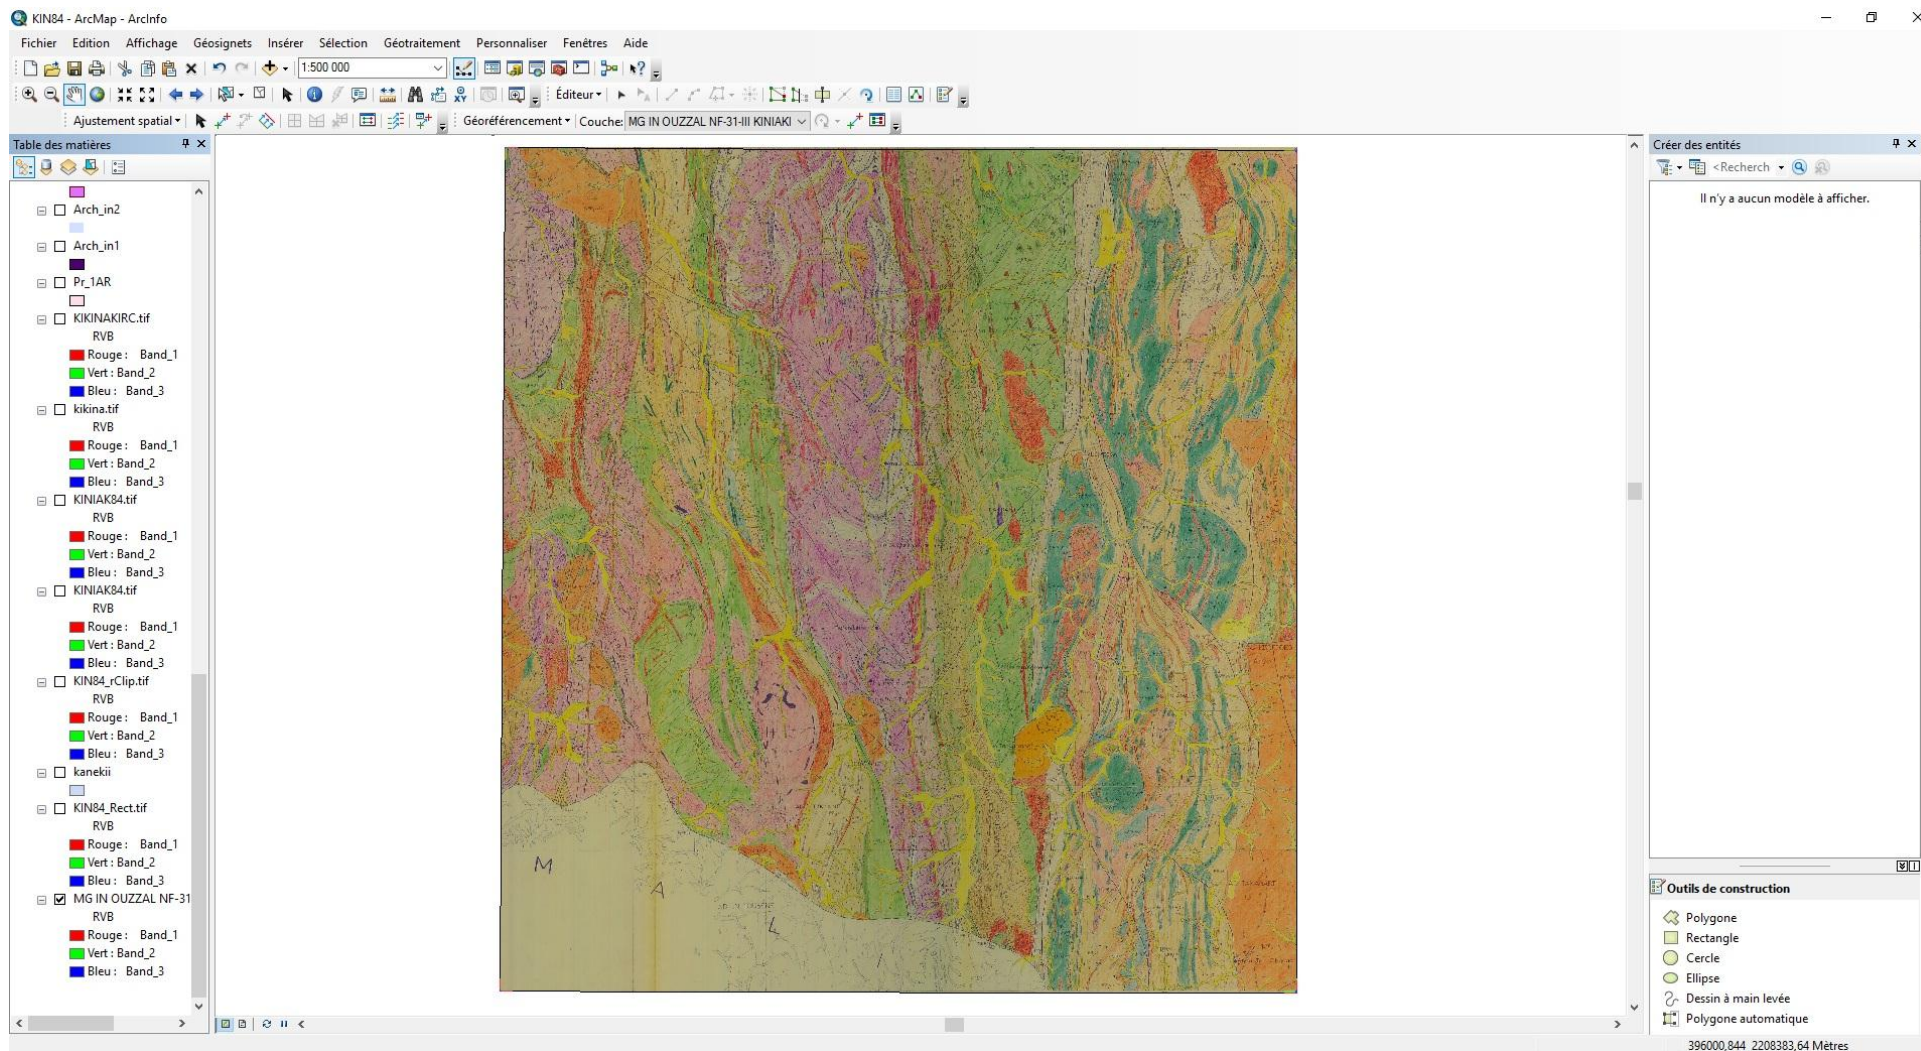 KIN84 - ArcMap - ArcInfo
Fichier Edition Affichage Géosignets Insérer Sélection Géotraitement Personnaliser Fenêtres Aide
1:500 000
Éditeur
Ajustement spatial Géoréférencement Couche: MG IN OUZZAL NF-31-III KINIAKI
Table des matières
Arch_in2
Arch_in1
Pr_1AR
KIKINAKIRC.tif
RVB
Rouge : Band_1
Vert : Band_2
Bleu : Band_3
kikina.tif
RVB
Rouge : Band_1
Vert : Band_2
Bleu : Band_3
KINIAK84.tif
RVB
Rouge : Band_1
Vert : Band_2
Bleu : Band_3
KINIAK84.tif
RVB
Rouge : Band_1
Vert : Band_2
Bleu : Band_3
KIN84_rClip.tif
RVB
Rouge : Band_1
Vert : Band_2
Bleu : Band_3
kanekii
KIN84_Rect.tif
RVB
Rouge : Band_1
Vert : Band_2
Bleu : Band_3
MG IN OUZZAL NF-31
RVB
Rouge : Band_1
Vert : Band_2
Bleu : Band_3
M
A
L
I
Créer des entités
<Recherch
Il n'y a aucun modèle à afficher.
Outils de construction
Polygone
Rectangle
Cercle
Ellipse
Dessin à main levée
Polygone automatique
396000,844 2208383,64 Mètres